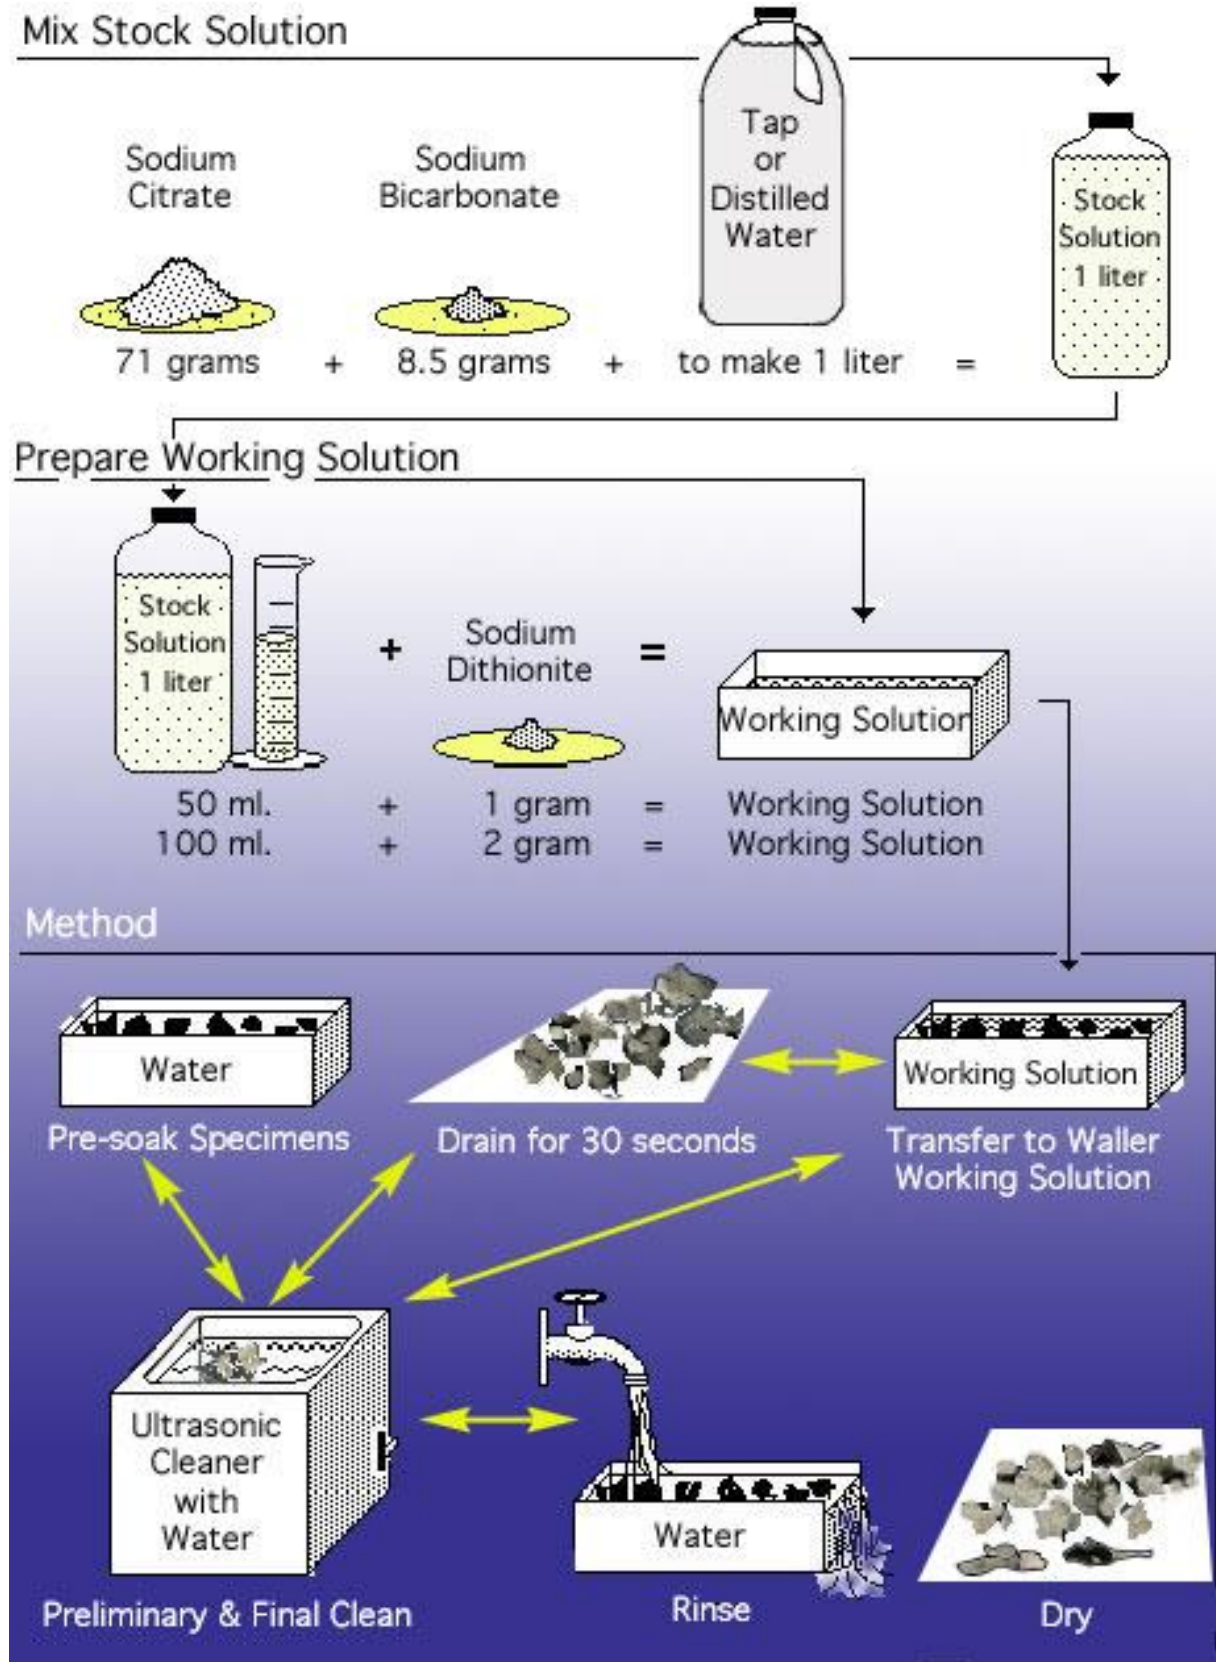 Mix Stock Solution
Tap
or
Distilled
Water
Sodium
Citrate
Sodium
Bicarbonate
Stock
Solution
1 liter
71 grams + 8.5 grams + to make 1 liter =
Prepare Working Solution
Stock
Solution
1 liter
+
Sodium
Dithionite
=
Working Solution
50 ml. + 1 gram = Working Solution
100 ml. + 2 gram = Working Solution
Method
Water
Working Solution
Pre-soak Specimens
Drain for 30 seconds
Transfer to Waller
Working Solution
Ultrasonic
Cleaner
with
Water
Water
Preliminary & Final Clean
Rinse
Dry